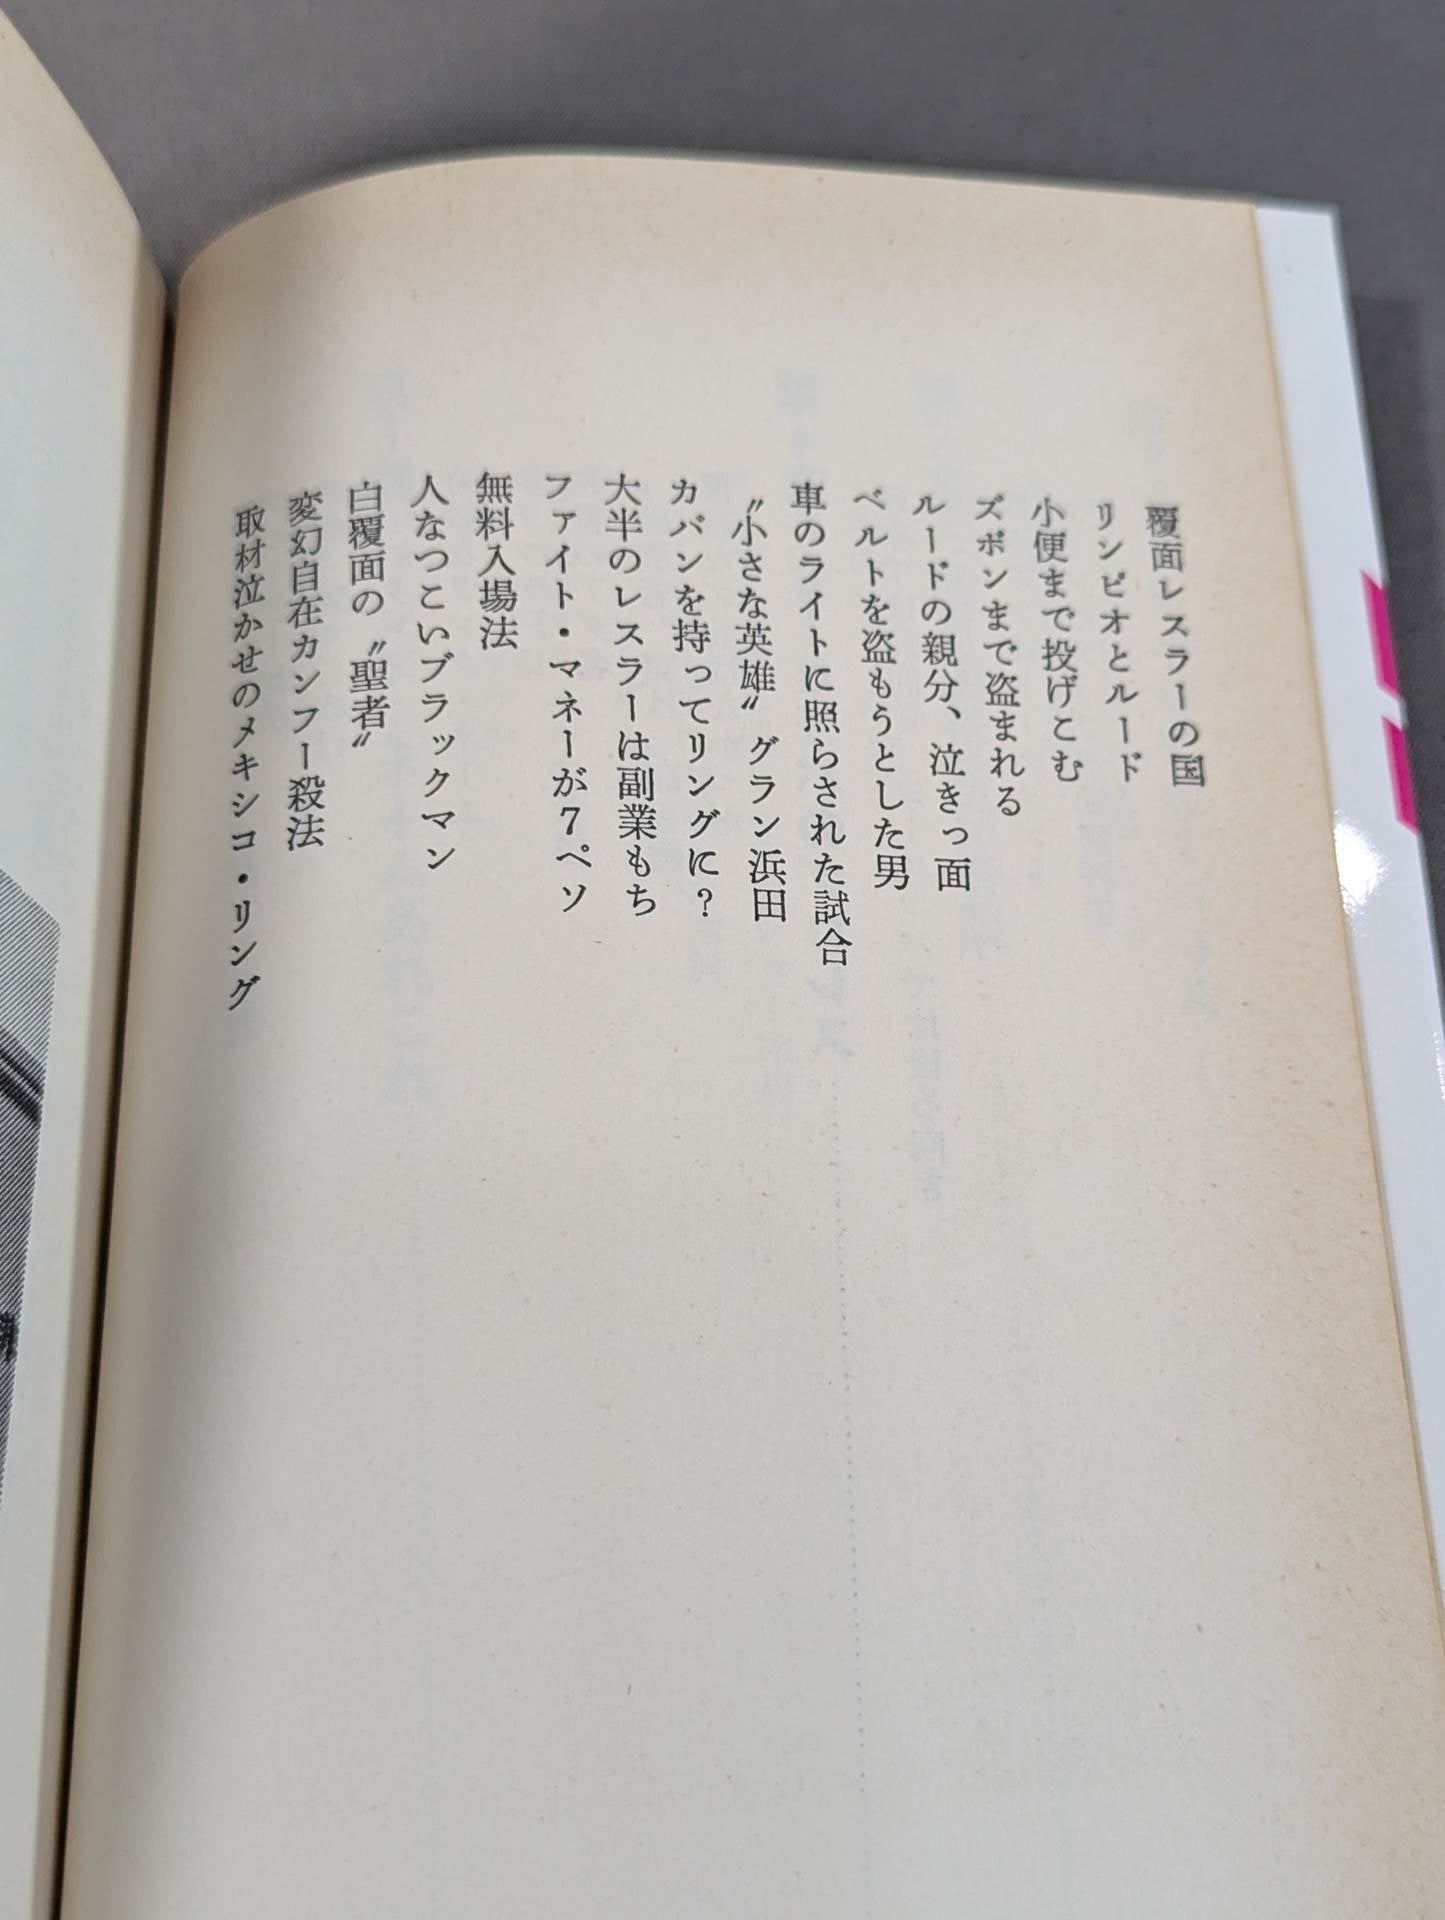 覆面レスラーの国
リンピオとルード
小便まで投げこむ
ズボンまで盗まれる
ルードの親分、泣きっ面
ベルトを盗もうとした男
車のライトに照らされた試合
〝小さな英雄〟グラン浜田
カバンを持ってリングに？
大半のレスラーは副業もち
ファイト・マネーが7ペソ
無料入場法
人なつこいブラックマン
白覆面の〝聖者〟
変幻自在カンフー殺法
取材泣かせのメキシコ・リング